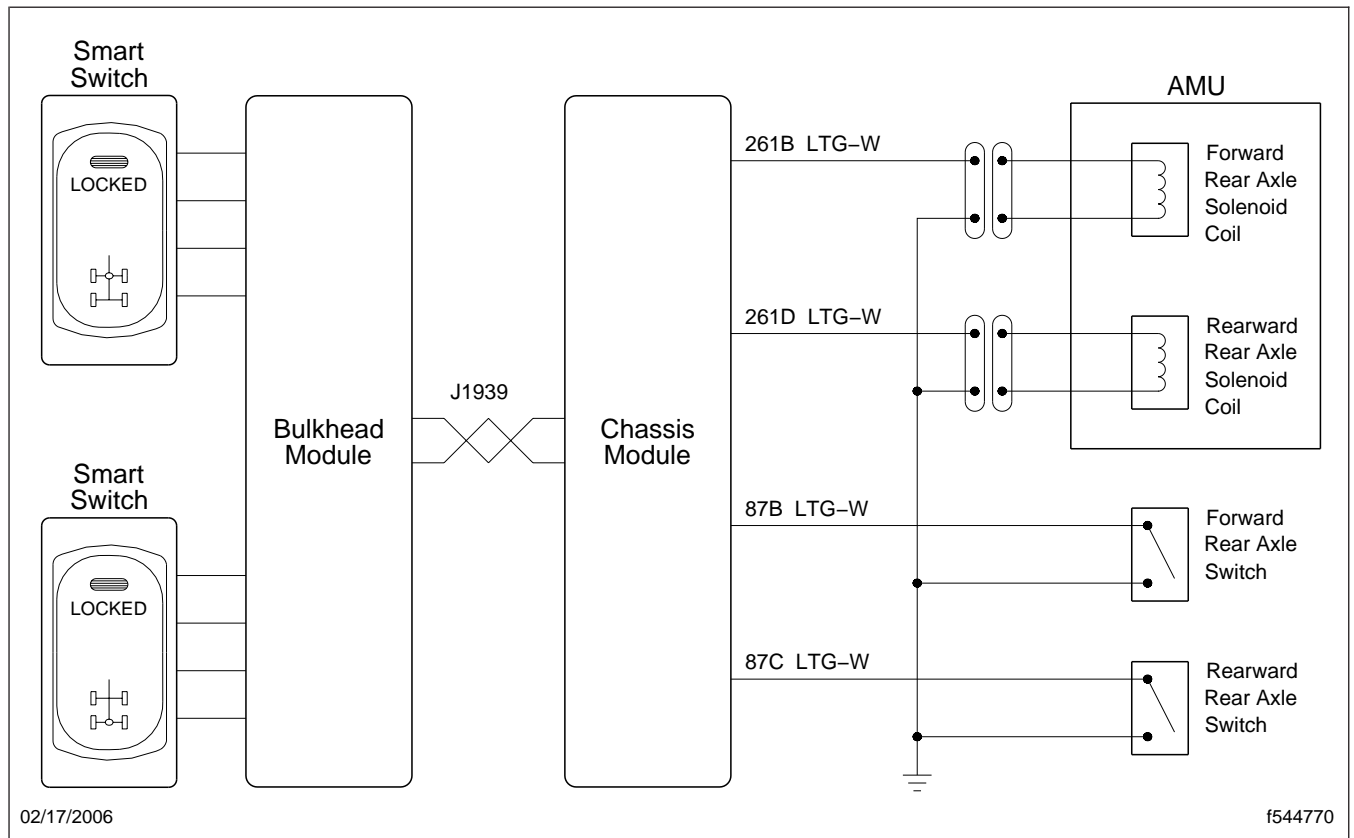 Smart
Switch
LOCKED
Smart
Switch
LOCKED
Bulkhead
Module
J1939
Chassis
Module
261B LTG–W
261D LTG–W
87B LTG–W
87C LTG–W
AMU
Forward
Rear Axle
Solenoid
Coil
Rearward
Rear Axle
Solenoid
Coil
Forward
Rear Axle
Switch
Rearward
Rear Axle
Switch
02/17/2006
f544770